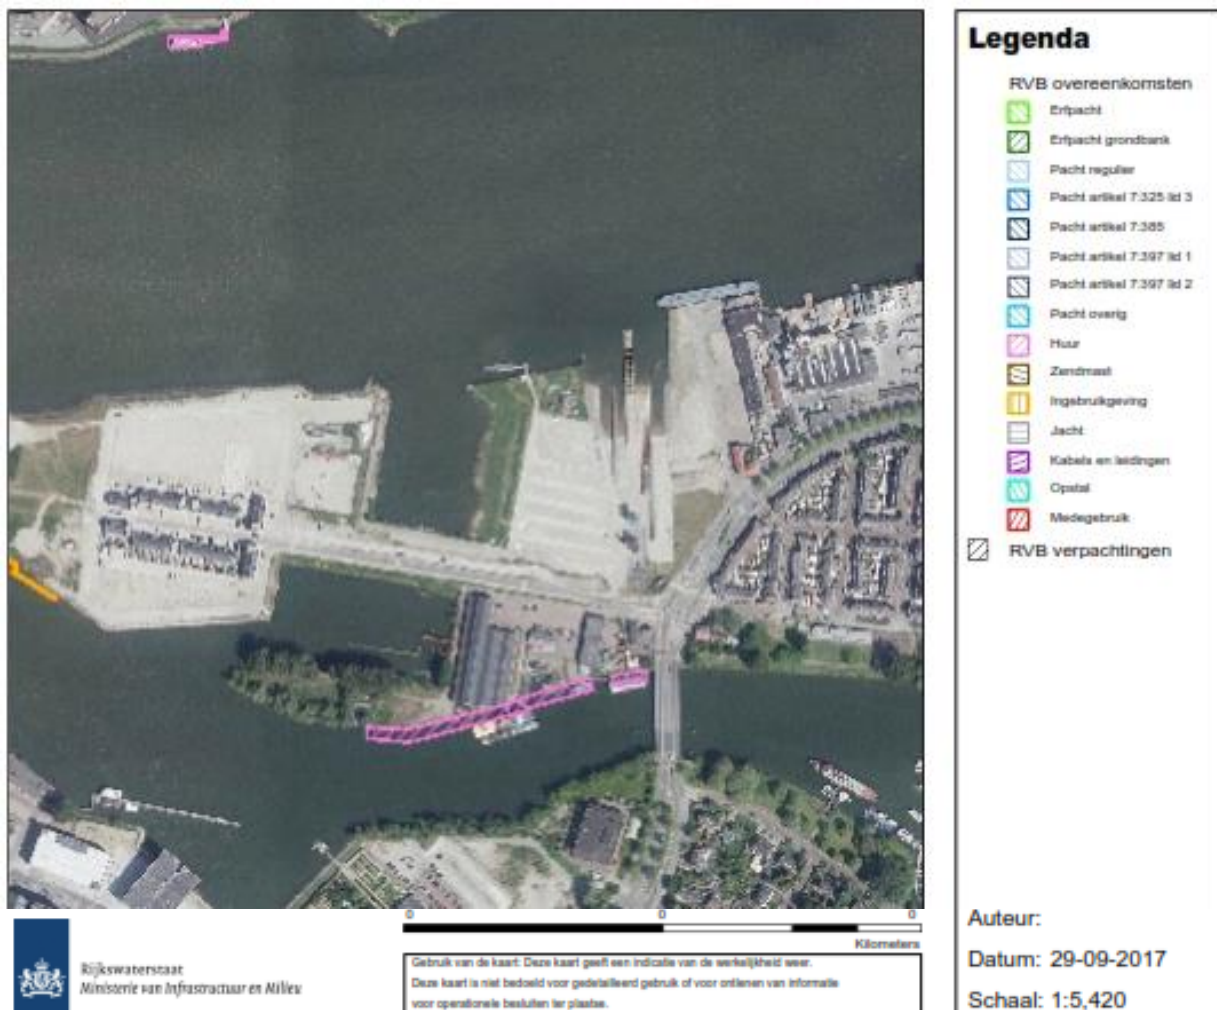 Legenda
RVB overeenkomsten
Erfpacht
Erfpacht grondbank
Pacht regulier
Pacht artikel 7:325 lid 3
Pacht artikel 7:385
Pacht artikel 7:397 lid 1
Pacht artikel 7:397 lid 2
Pacht overig
Huur
Zendmast
Ingebruikgeving
Jacht
Kabels en leidingen
Opstal
Medegebruik
RVB verpachtingen
0 0 0
Kilometers
Rijkswaterstaat
Ministerie van Infrastructuur en Milieu
Gebruik van de kaart: Deze kaart geeft een indicatie van de werkelijkheid weer.
Deze kaart is niet bedoeld voor gedetailleerd gebruik of voor ontlenen van informatie
voor operationele besluiten ter plaatse.
Auteur:
Datum: 29-09-2017
Schaal: 1:5,420